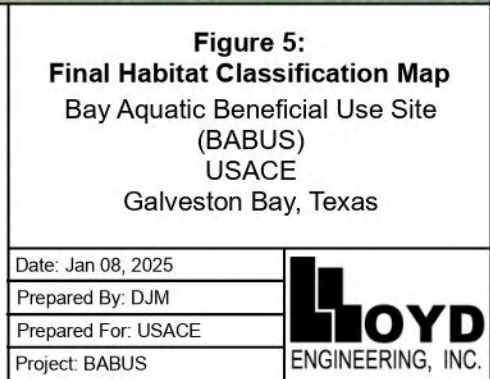 Figure 5:
Final Habitat Classification Map
Bay Aquatic Beneficial Use Site
(BABUS)
USACE
Galveston Bay, Texas
Date: Jan 08, 2025
Prepared By: DJM
Prepared For: USACE
Project: BABUS
LLOYD
ENGINEERING, INC.